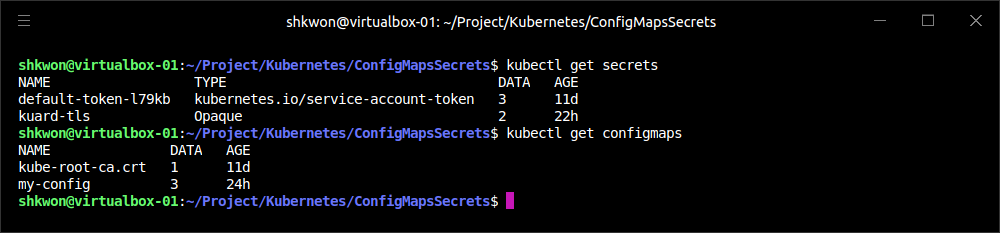 shkwon@virtualbox-01: ~/Project/Kubernetes/ConfigMapsSecrets
shkwon@virtualbox-01:~/Project/Kubernetes/ConfigMapsSecrets$ kubectl get secrets
NAME                  TYPE                                  DATA   AGE
default-token-l79kb   kubernetes.io/service-account-token   3      11d
kuard-tls             Opaque                                2      22h
shkwon@virtualbox-01:~/Project/Kubernetes/ConfigMapsSecrets$ kubectl get configmaps
NAME               DATA   AGE
kube-root-ca.crt   1      11d
my-config          3      24h
shkwon@virtualbox-01:~/Project/Kubernetes/ConfigMapsSecrets$